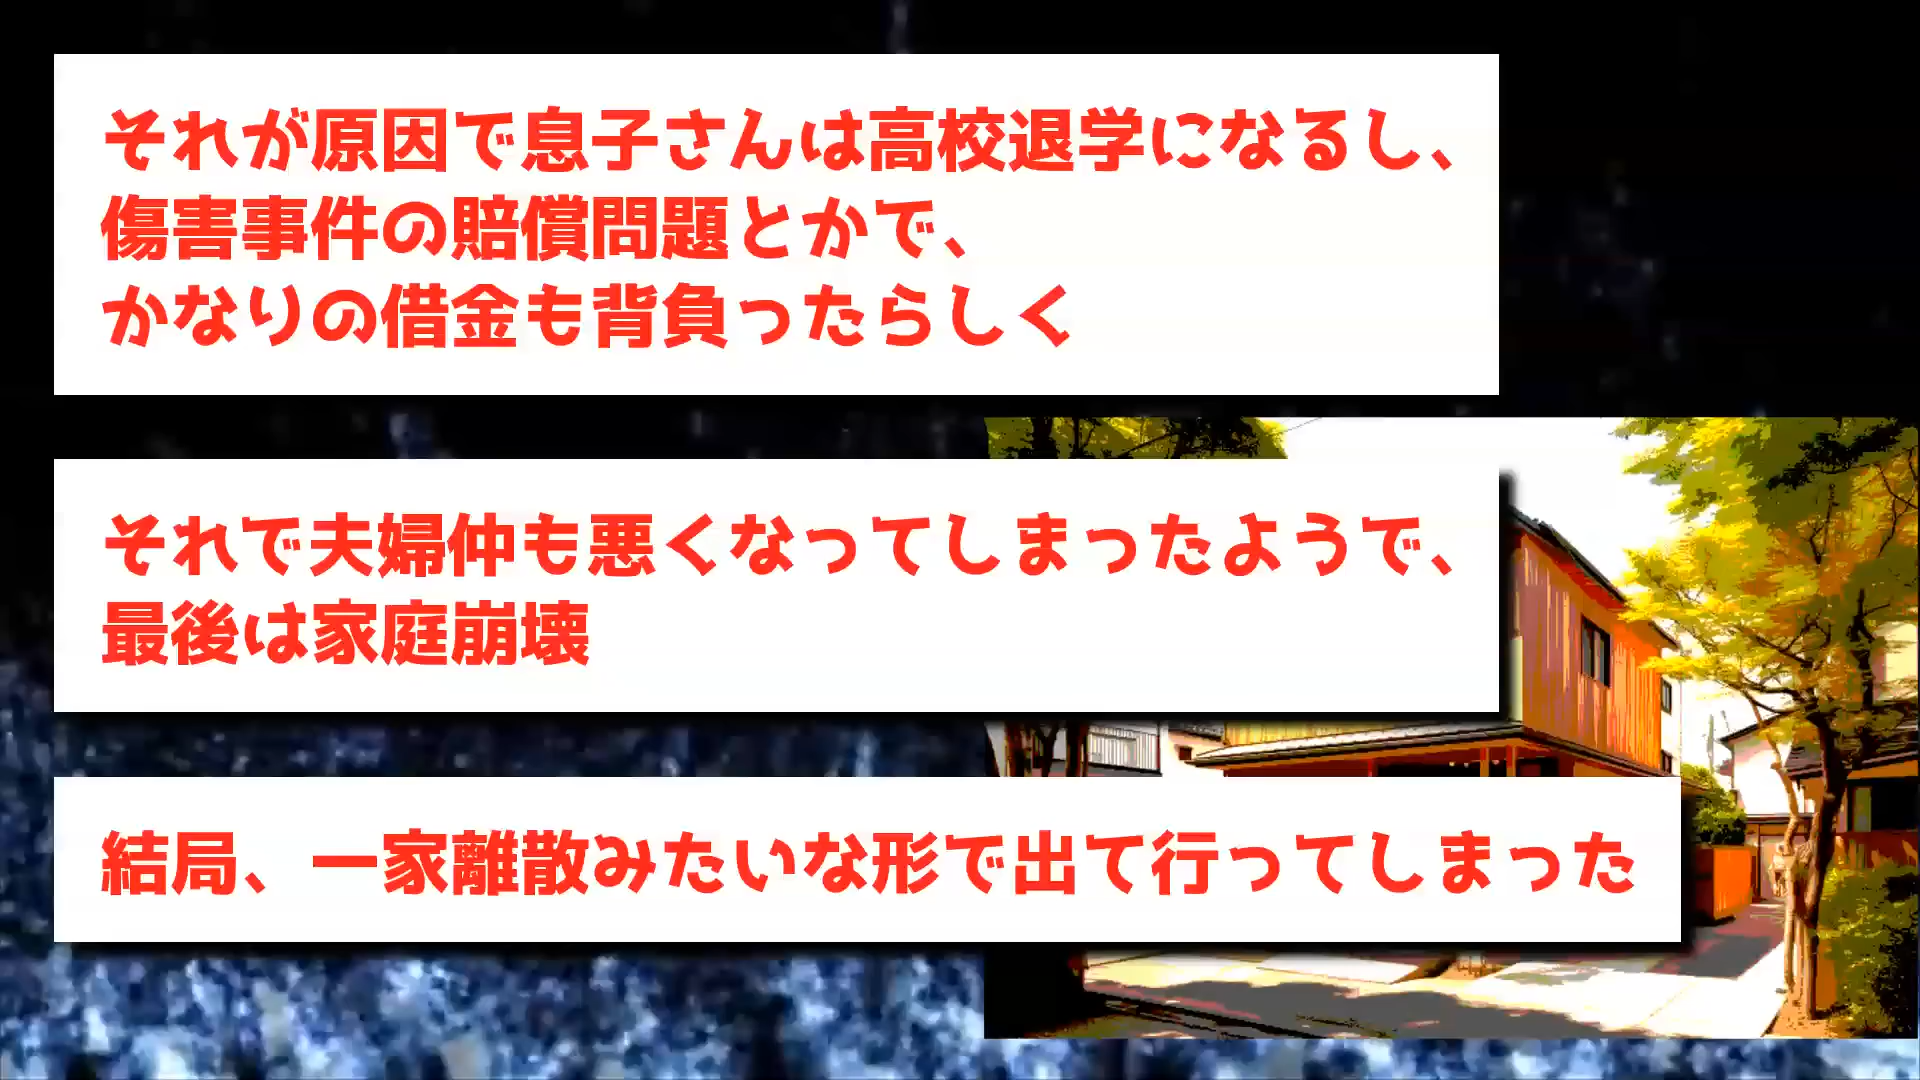 それが原因で息子さんは高校退学になるし、
傷害事件の賠償問題とかで、
かなりの借金も背負ったらしく
それで夫婦仲も悪くなってしまったようで、
最後は家庭崩壊
結局、一家離散みたいな形で出て行ってしまった